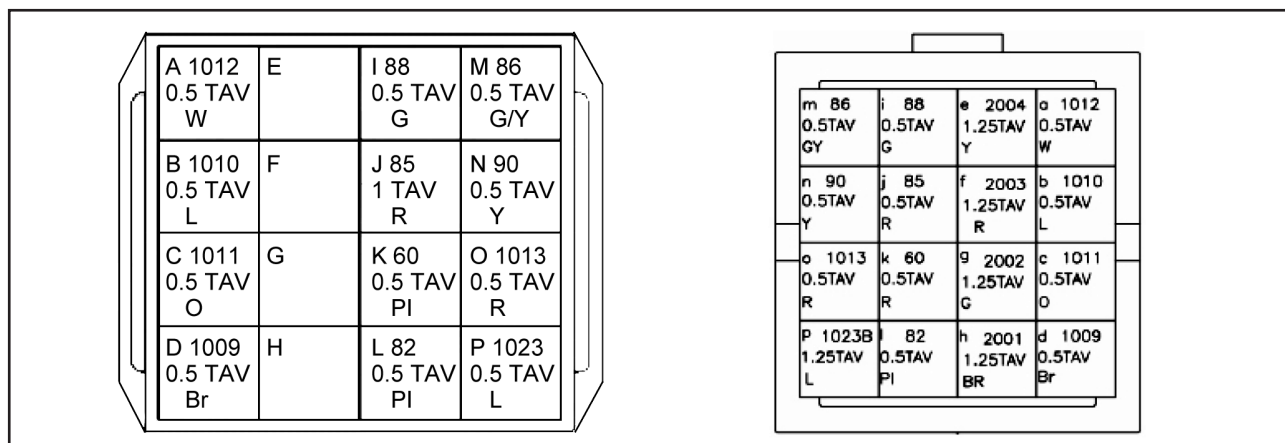 A 1012 E I 88 M 86
0.5 TAV 0.5 TAV 0.5 TAV
W G G/Y
B 1010 F J 85 N 90
0.5 TAV 1 TAV 0.5 TAV
L R Y
C 1011 G K 60 O 1013
0.5 TAV 0.5 TAV 0.5 TAV
O PI R
D 1009 H L 82 P 1023
0.5 TAV 0.5 TAV 0.5 TAV
Br PI L
m 86 i 88 e 2004 a 1012
0.5TAV 0.5TAV 1.25TAV 0.5TAV
GY G Y W
n 90 j 85 f 2003 b 1010
0.5TAV 0.5TAV 1.25TAV 0.5TAV
Y R R L
o 1013 k 60 g 2002 c 1011
0.5TAV 0.5TAV 1.25TAV 0.5TAV
R R G O
P 1023B l 82 h 2001 d 1009
1.25TAV 0.5TAV 1.25TAV 0.5TAV
L PI BR Br